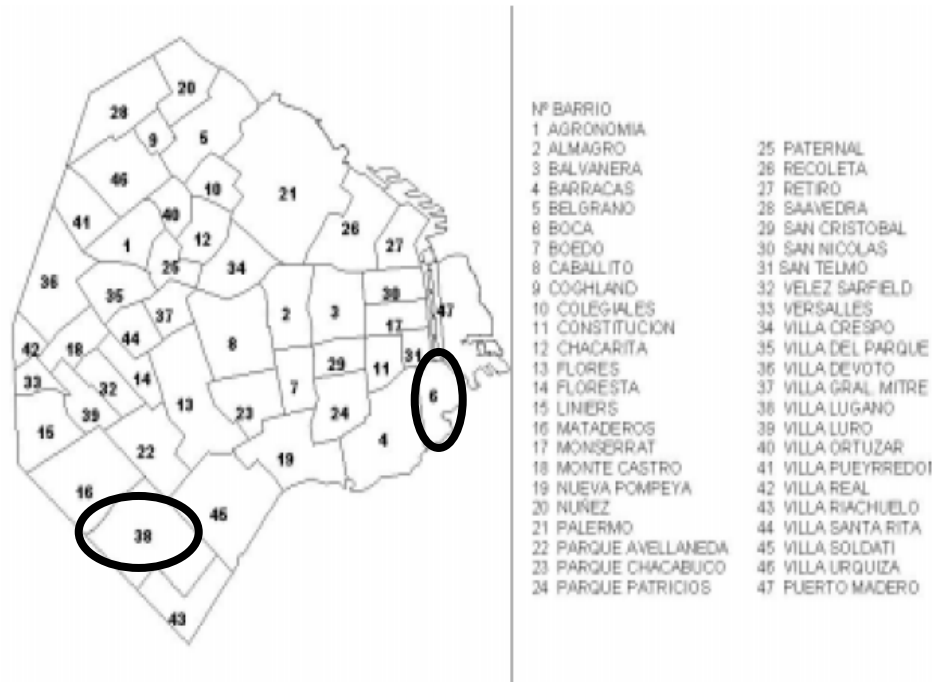 20
28
9
5
46
10
21
41
40
26
12
1
27
25
34
36
35
30
47
37
2
3
17
44
8
42
18
31
29
11
33
14
32
7
6
13
39
24
23
15
4
22
19
16
45
38
43
Nº BARRIO
1 AGRONOMIA
2 ALMAGRO
3 BALVANERA
4 BARRACAS
5 BELGRANO
6 BOCA
7 BOEDO
8 CABALLITO
9 COGHLAND
10 COLEGIALES
11 CONSTITUCION
12 CHACARITA
13 FLORES
14 FLORESTA
15 LINIERS
16 MATADEROS
17 MONSERRAT
18 MONTE CASTRO
19 NUEVA POMPEYA
20 NUÑEZ
21 PALERMO
22 PARQUE AVELLANEDA
23 PARQUE CHACABUCO
24 PARQUE PATRICIOS
25 PATERNAL
26 RECOLETA
27 RETIRO
28 SAAVEDRA
29 SAN CRISTOBAL
30 SAN NICOLAS
31 SAN TELMO
32 VELEZ SARFIELD
33 VERSALLES
34 VILLA CRESPO
35 VILLA DEL PARQUE
36 VILLA DEVOTO
37 VILLA GRAL. MITRE
38 VILLA LUGANO
39 VILLA LURO
40 VILLA ORTUZAR
41 VILLA PUEYRREDON
42 VILLA REAL
43 VILLA RIACHUELO
44 VILLA SANTA RITA
45 VILLA SOLDATI
46 VILLA URQUIZA
47 PUERTO MADERO